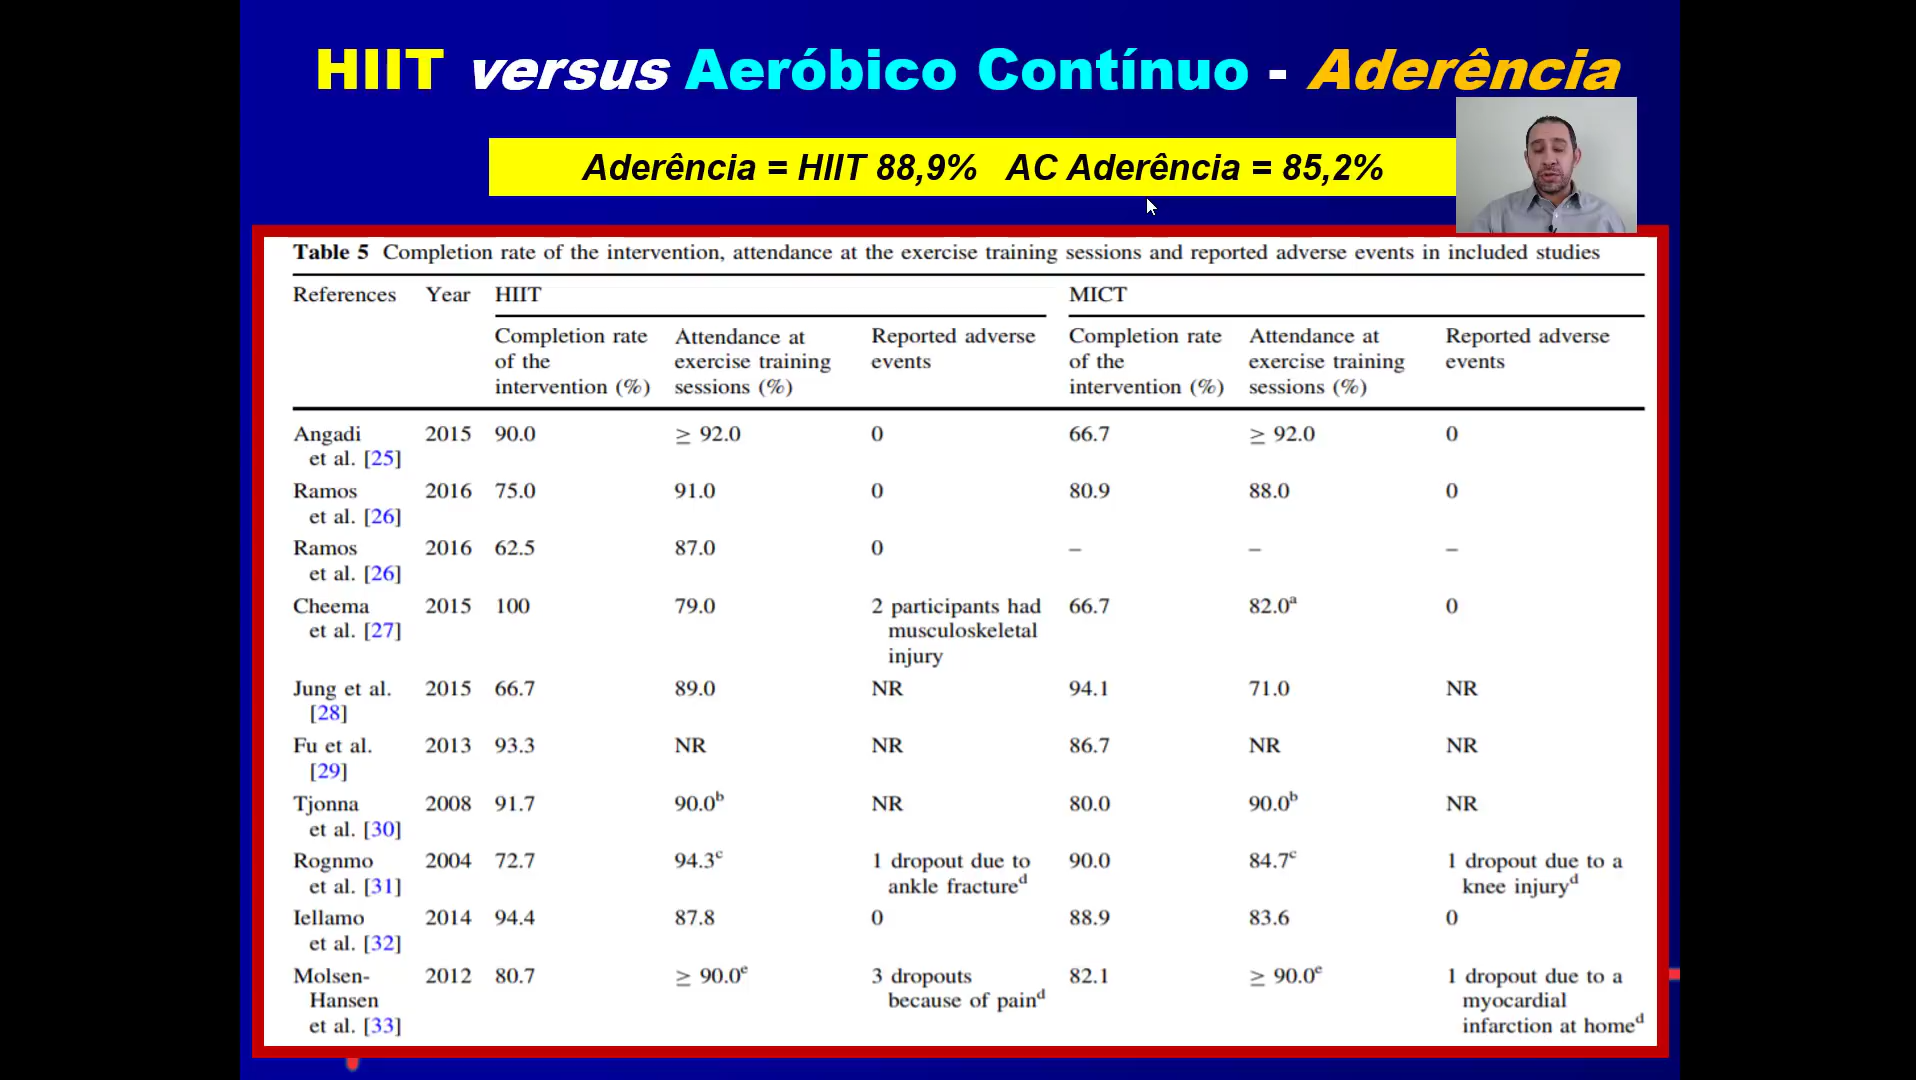 HIIT versus Aeróbico Contínuo - Aderência
Aderência = HIIT 88,9% AC Aderência = 85,2%
Table 5 Completion rate of the intervention, attendance at the exercise training sessions and reported adverse events in included studies
References Year HIIT MICT
Completion rate Attendance at Reported adverse Completion rate Attendance at Reported adverse
of the exercise training events of the exercise training events
intervention (%) sessions (%) intervention (%) sessions (%)
Angadi 2015 90.0 ≥ 92.0 0 66.7 ≥ 92.0 0
et al. [25]
Ramos 2016 75.0 91.0 0 80.9 88.0 0
et al. [26]
Ramos 2016 62.5 87.0 0 – – –
et al. [26]
Cheema 2015 100 79.0 2 participants had 66.7 82.0ᵃ 0
et al. [27] musculoskeletal
injury
Jung et al. 2015 66.7 89.0 NR 94.1 71.0 NR
[28]
Fu et al. 2013 93.3 NR NR 86.7 NR NR
[29]
Tjonna 2008 91.7 90.0ᵇ NR 80.0 90.0ᵇ NR
et al. [30]
Rognmo 2004 72.7 94.3ᶜ 1 dropout due to 90.0 84.7ᶜ 1 dropout due to a
et al. [31] ankle fractureᵈ knee injuryᵈ
Iellamo 2014 94.4 87.8 0 88.9 83.6 0
et al. [32]
Molsen- 2012 80.7 ≥ 90.0ᵉ 3 dropouts 82.1 ≥ 90.0ᵉ 1 dropout due to a
Hansen because of painᵈ myocardial
et al. [33] infarction at homeᵈ